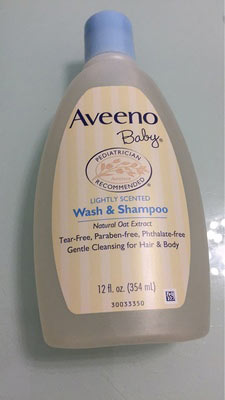 Aveeno
Baby®
PEDIATRICIAN
RECOMMENDED
LIGHTLY SCENTED
Wash & Shampoo
Natural Oat Extract
Tear-Free, Paraben-free, Phthalate-free
Gentle Cleansing for Hair & Body
12 fl. oz. (354 mL)
30033350